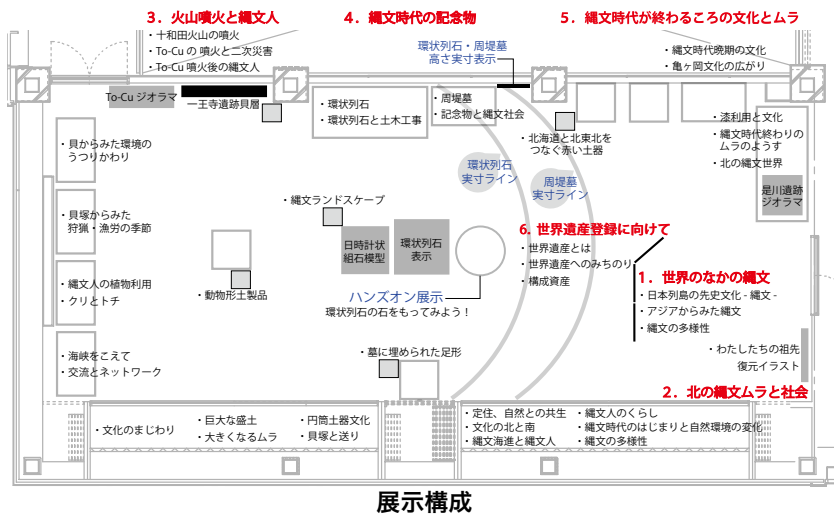 3. 火山噴火と縄文人
・十和田火山の噴火
・To-Cu の 噴火と二次災害
・To-Cu 噴火後の縄文人
4. 縄文時代の記念物
環状列石・周堤墓
高さ実寸表示
5. 縄文時代が終わるころの文化とムラ
・縄文時代晩期の文化
・亀ヶ岡文化の広がり
To-Cu ジオラマ
一王寺遺跡貝層
・環状列石
・環状列石と土木工事
・周堤墓
・記念物と縄文社会
・北海道と北東北を
つなぐ赤い土器
・漆利用と文化
・縄文時代終わりの
ムラのようす
・北の縄文世界
是川遺跡
ジオラマ
・貝からみた環境の
うつりかわり
・貝塚からみた
狩猟・漁労の季節
・縄文人の植物利用
・クリとトチ
・海峡をこえて
・交流とネットワーク
環状列石
実寸ライン
周堤墓
実寸ライン
・縄文ランドスケープ
日時計状
組石模型
環状列石
表示
・動物形土製品
ハンズオン展示
環状列石の石をもってみよう!
・墓に埋められた足形
6. 世界遺産登録に向けて
・世界遺産とは
・世界遺産へのみちのり
・構成資産
1. 世界のなかの縄文
・日本列島の先史文化 - 縄文 -
・アジアからみた縄文
・縄文の多様性
・わたしたちの祖先
復元イラスト
2. 北の縄文ムラと社会
・文化のまじわり
・巨大な盛土
・大きくなるムラ
・円筒土器文化
・貝塚と送り
・定住、自然との共生
・文化の北と南
・縄文海進と縄文人
・縄文人のくらし
・縄文時代のはじまりと自然環境の変化
・縄文の多様性
展示構成